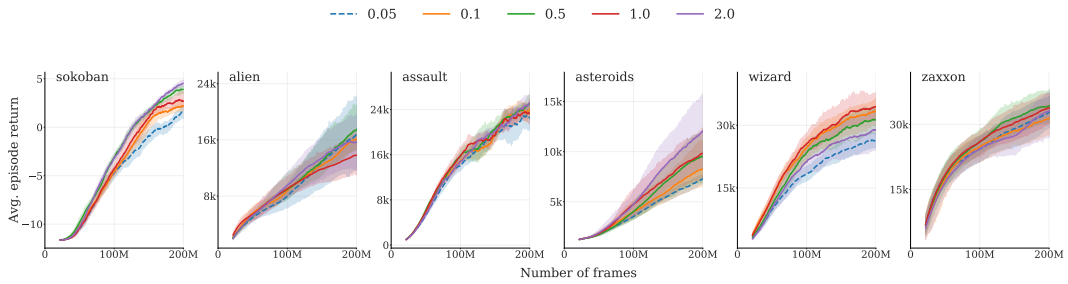 0.05 0.1 0.5 1.0 2.0
sokoban alien assault asteroids wizard zaxxon
Avg. episode return
5
0
−5
−10
0 100M 200M
24k
16k
8k
0 100M 200M
24k
16k
8k
0
0 100M 200M
15k
10k
5k
0 100M 200M
30k
15k
0 100M 200M
30k
15k
0 100M 200M
Number of frames